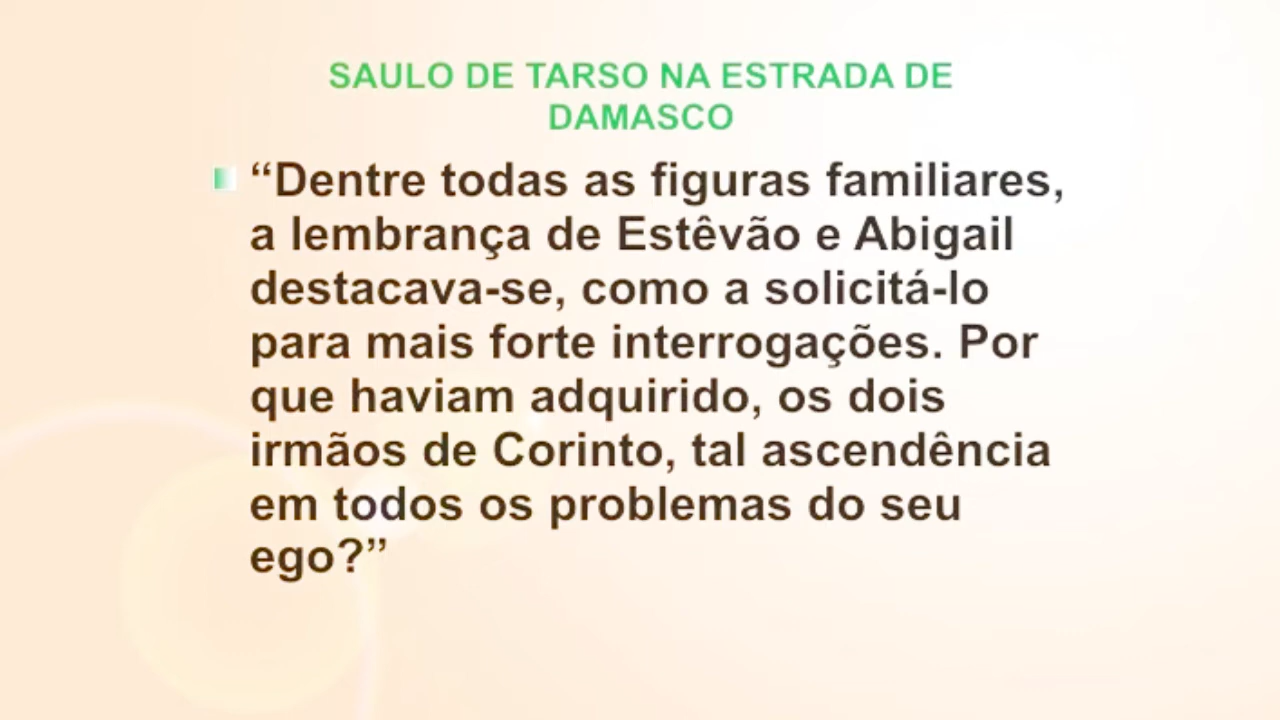 SAULO DE TARSO NA ESTRADA DE
DAMASCO
“Dentre todas as figuras familiares,
a lembrança de Estêvão e Abigail
destacava-se, como a solicitá-lo
para mais forte interrogações. Por
que haviam adquirido, os dois
irmãos de Corinto, tal ascendência
em todos os problemas do seu
ego?”